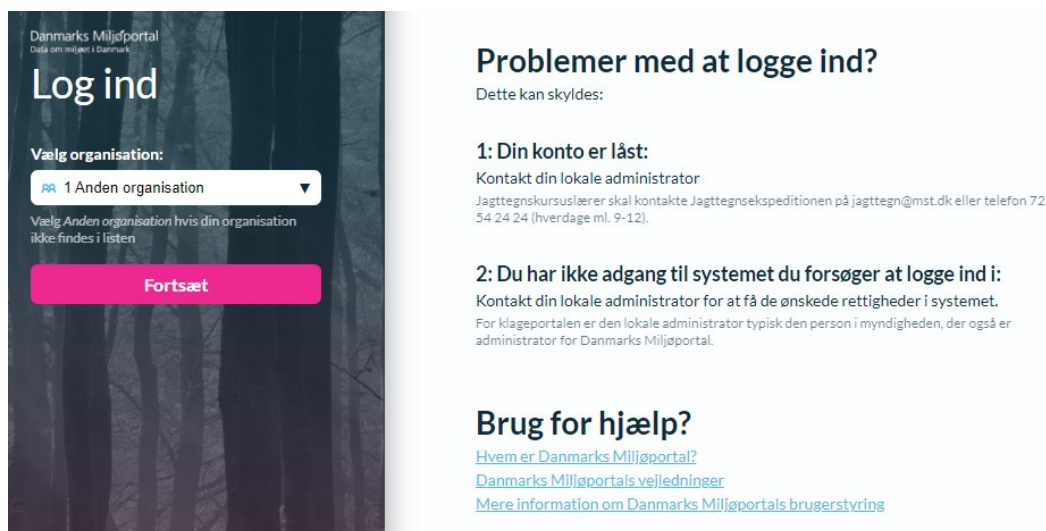 Danmarks Miljøportal
Data om miljøet i Danmark
Log ind
Vælg organisation:
1 Anden organisation
Vælg Anden organisation hvis din organisation
ikke findes i listen
Fortsæt
Problemer med at logge ind?
Dette kan skyldes:
1: Din konto er låst:
Kontakt din lokale administrator
Jagttegnskursuslærer skal kontakte Jagttegnsekspeditionen på jagttegn@mst.dk eller telefon 72
54 24 24 (hverdage ml. 9-12).
2: Du har ikke adgang til systemet du forsøger at logge ind i:
Kontakt din lokale administrator for at få de ønskede rettigheder i systemet.
For klageportalen er den lokale administrator typisk den person i myndigheden, der også er
administrator for Danmarks Miljøportal.
Brug for hjælp?
Hvem er Danmarks Miljøportal?
Danmarks Miljøportals vejledninger
Mere information om Danmarks Miljøportals brugerstyring